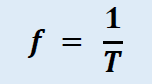 f = 1/T